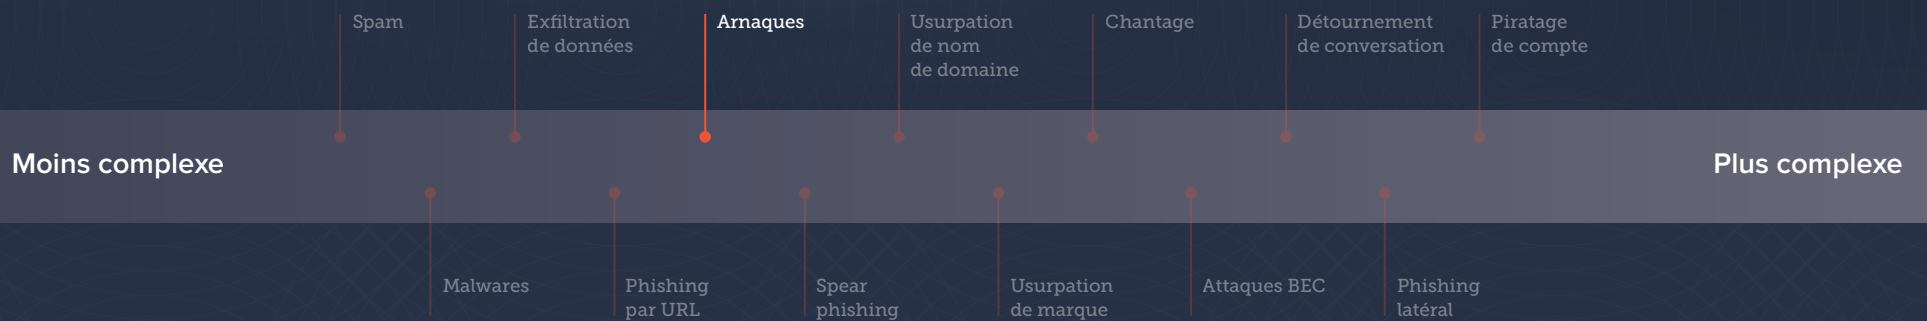 Spam
Exfiltration
de données
Arnaques
Usurpation
de nom
de domaine
Chantage
Détournement
de conversation
Piratage
de compte
Moins complexe
Plus complexe
Malwares
Phishing
par URL
Spear
phishing
Usurpation
de marque
Attaques BEC
Phishing
latéral